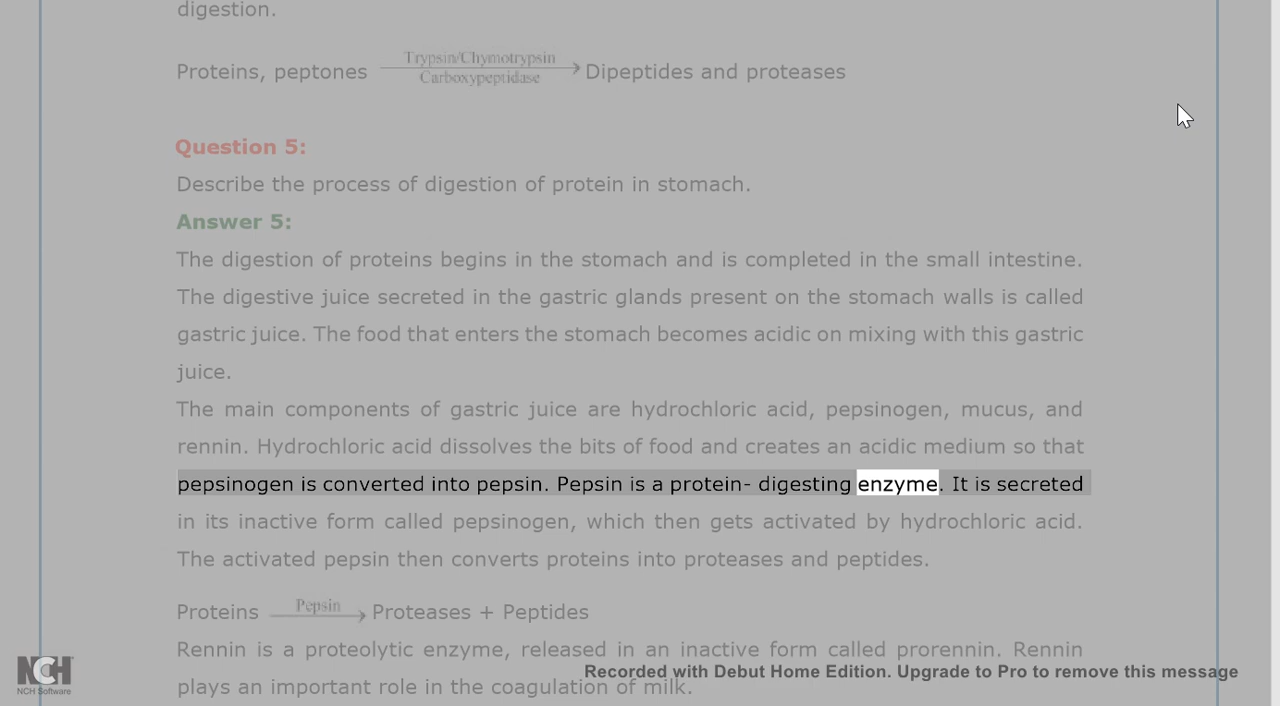 digestion.
Trypsin/Chymotrypsin
Proteins, peptones Dipeptides and proteases
Carboxypeptidase
Question 5:
Describe the process of digestion of protein in stomach.
Answer 5:
The digestion of proteins begins in the stomach and is completed in the small intestine.
The digestive juice secreted in the gastric glands present on the stomach walls is called
gastric juice. The food that enters the stomach becomes acidic on mixing with this gastric
juice.
The main components of gastric juice are hydrochloric acid, pepsinogen, mucus, and
rennin. Hydrochloric acid dissolves the bits of food and creates an acidic medium so that
pepsinogen is converted into pepsin. Pepsin is a protein- digesting enzyme. It is secreted
in its inactive form called pepsinogen, which then gets activated by hydrochloric acid.
The activated pepsin then converts proteins into proteases and peptides.
Pepsin
Proteins Proteases + Peptides
Rennin is a proteolytic enzyme, released in an inactive form called prorennin. Rennin
plays an important role in the coagulation of milk.
NCH
NCH Software
Recorded with Debut Home Edition. Upgrade to Pro to remove this message